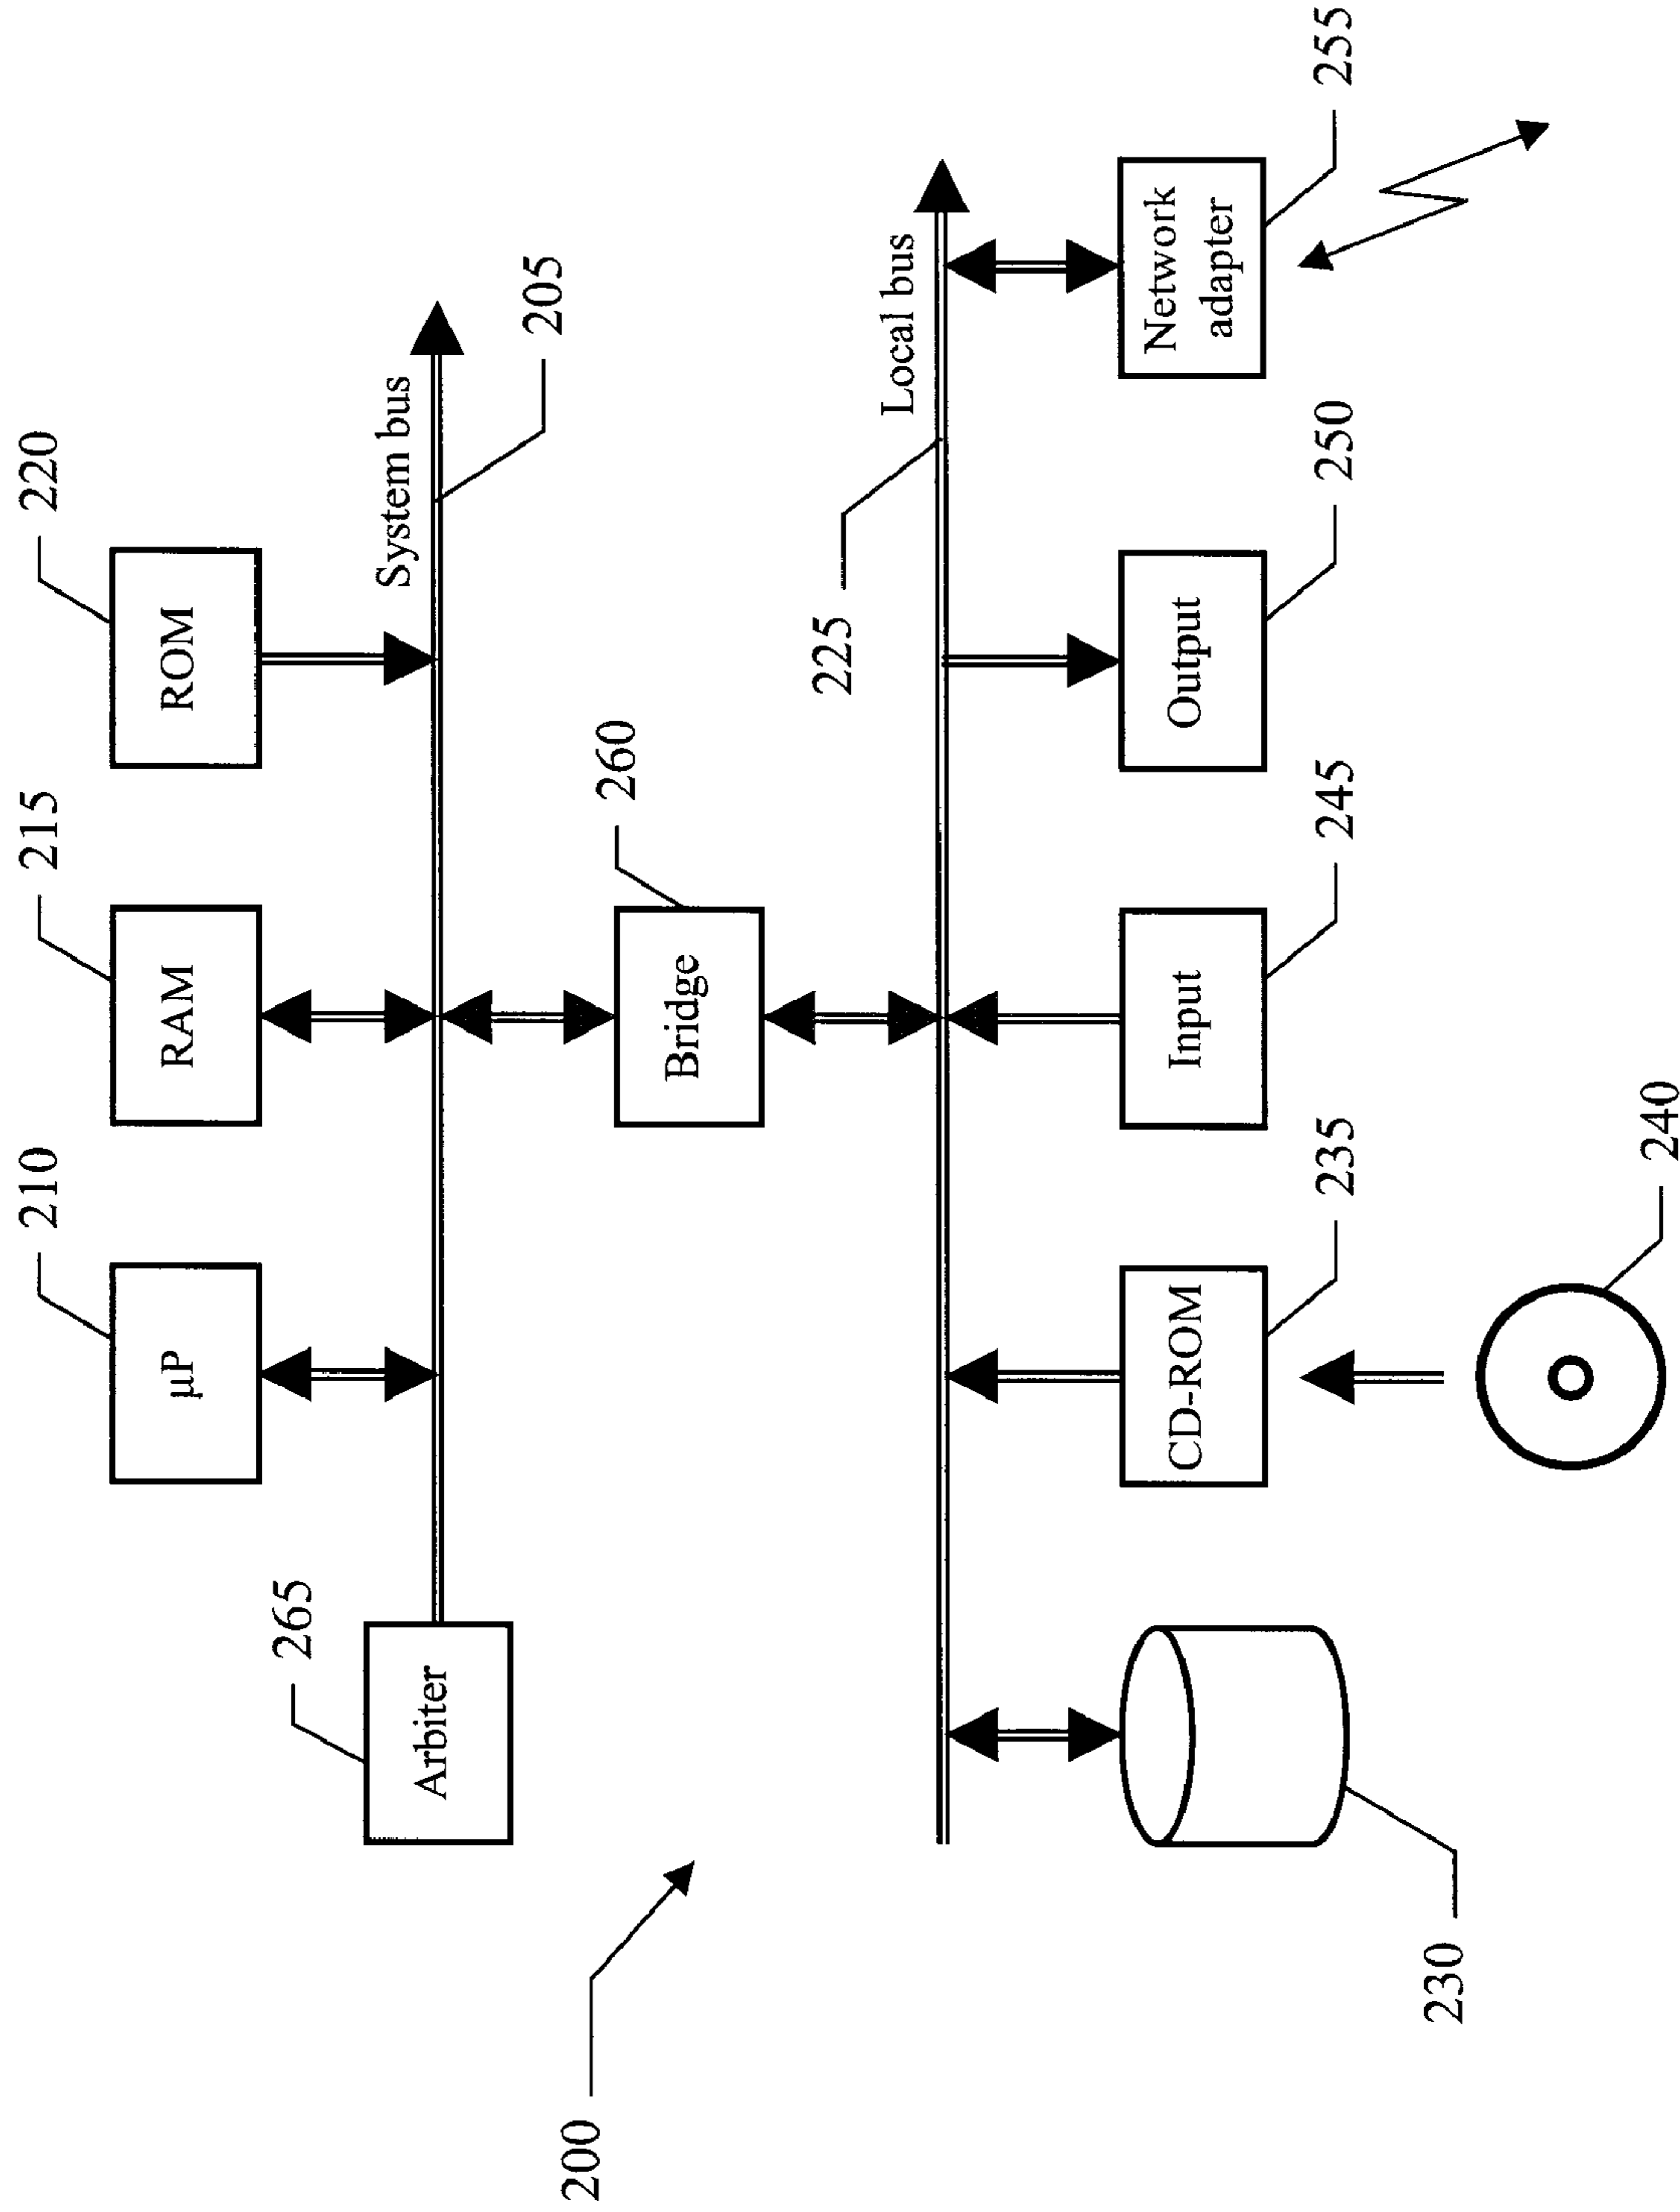 210
215
220
µP
RAM
ROM
265
System bus
205
Arbiter
260
Bridge
200
225
Local bus
CD-ROM
Input
Output
Network
adapter
235
245
250
255
230
240